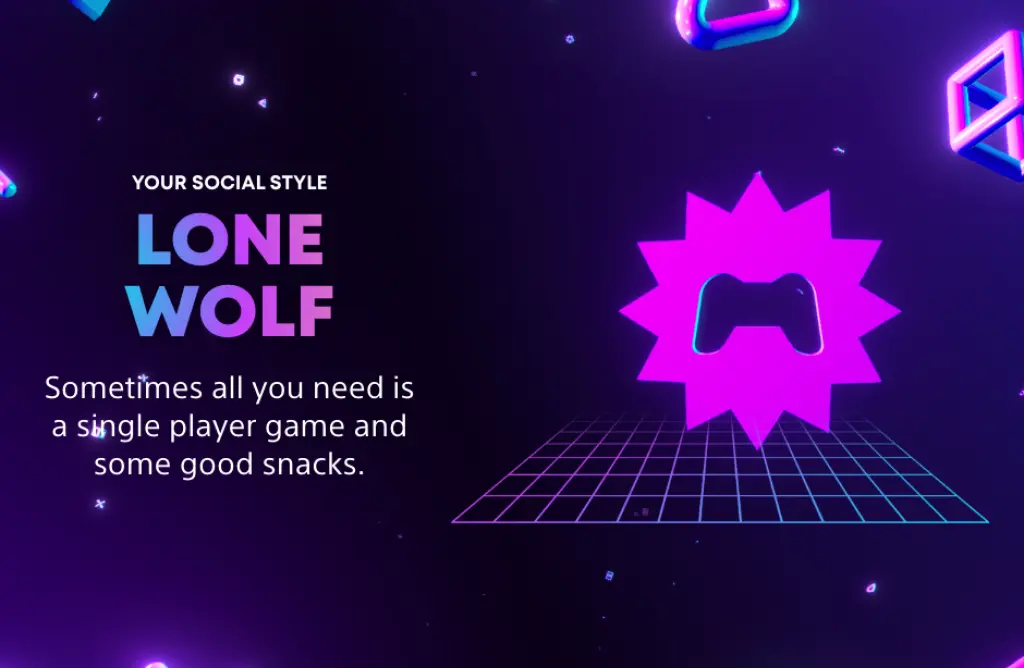 YOUR SOCIAL STYLE
LONE
WOLF
Sometimes all you need is
a single player game and
some good snacks.